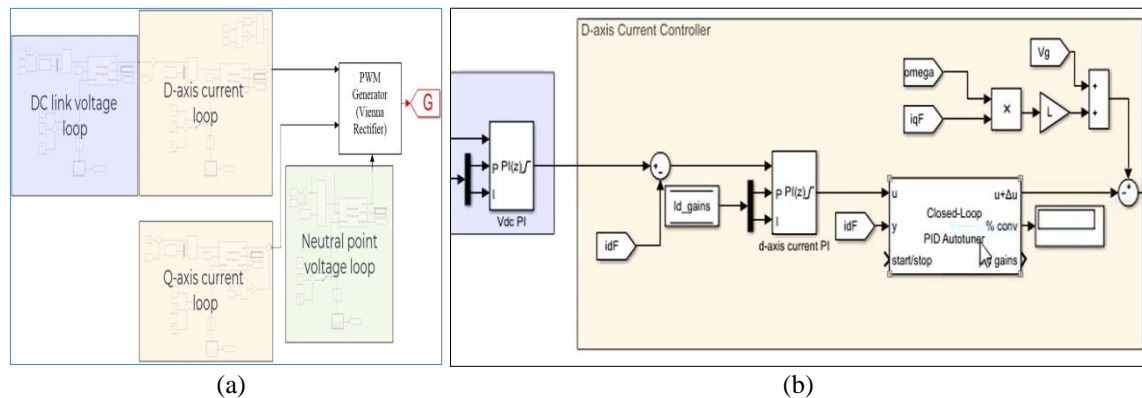 DC link voltage
loop
D-axis current
loop
PWM
Generator
(Vienna
Rectifier)
G
Q-axis current
loop
Neutral point
voltage loop
(a)
D-axis Current Controller
Vg
omega
iqF
x
L
+
+
P PI(z)
I
Vdc PI
+
-
idF
Id_gains
P PI(z)
I
d-axis current PI
idF
u
y
start/stop
Closed-Loop
PID Autotuner
u+Δu
% conv
gains
-
+
(b)